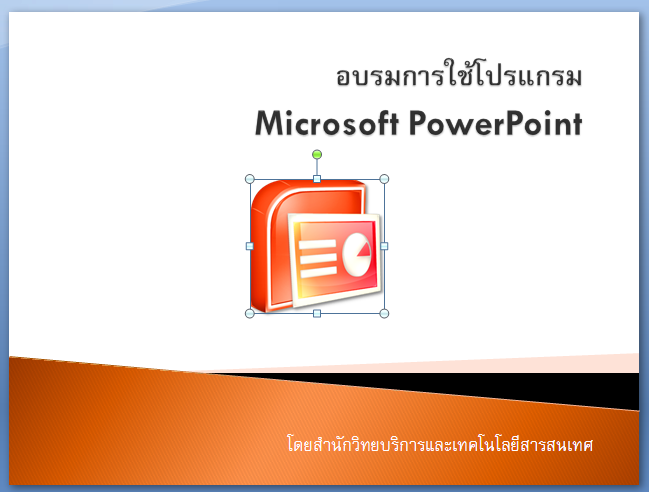 อบรมการใช้โปรแกรม
Microsoft PowerPoint
โดยสำนักวิทยบริการและเทคโนโลยีสารสนเทศ